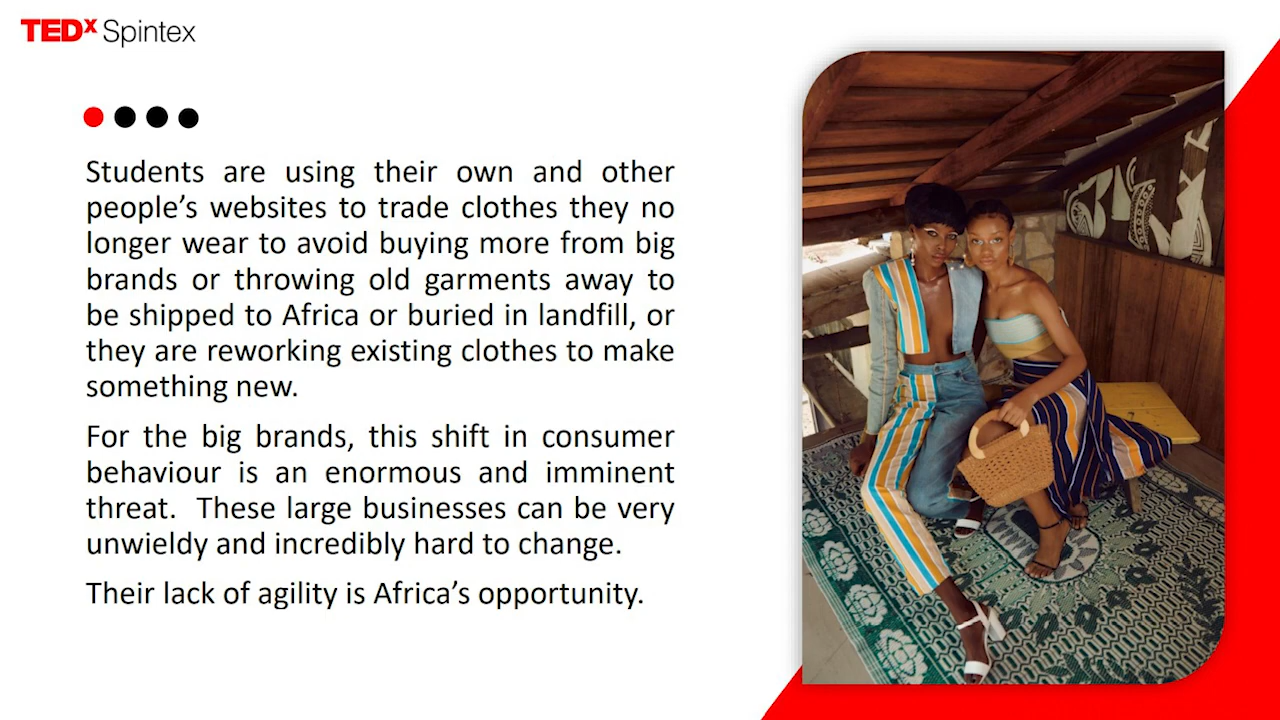 TEDx Spintex
Students are using their own and other
people’s websites to trade clothes they no
longer wear to avoid buying more from big
brands or throwing old garments away to
be shipped to Africa or buried in landfill, or
they are reworking existing clothes to make
something new.
For the big brands, this shift in consumer
behaviour is an enormous and imminent
threat.  These large businesses can be very
unwieldy and incredibly hard to change.
Their lack of agility is Africa’s opportunity.